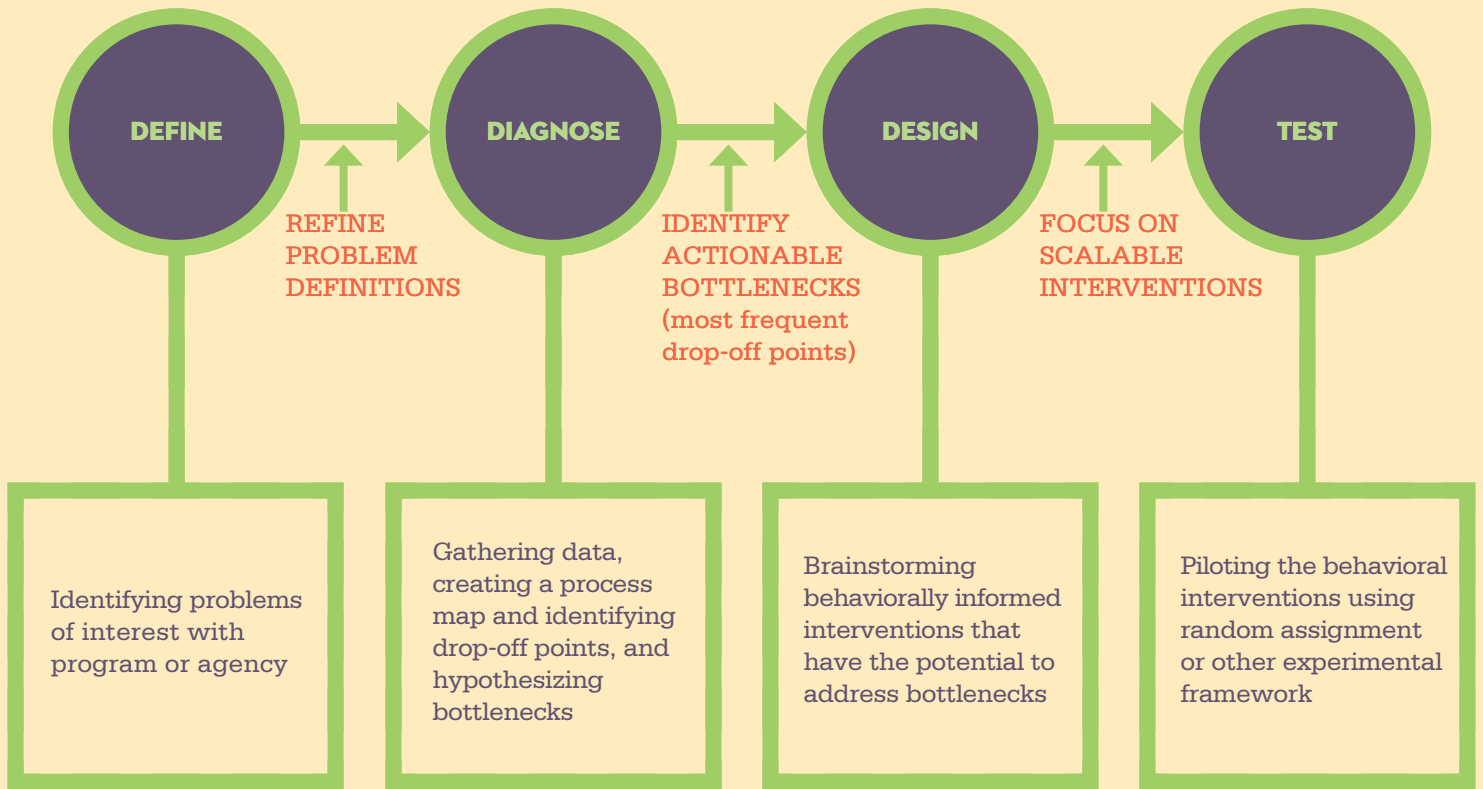 DEFINE
DIAGNOSE
DESIGN
TEST
REFINE
PROBLEM
DEFINITIONS
IDENTIFY
ACTIONABLE
BOTTLENECKS
(most frequent
drop-off points)
FOCUS ON
SCALABLE
INTERVENTIONS
Identifying problems
of interest with
program or agency
Gathering data,
creating a process
map and identifying
drop-off points, and
hypothesizing
bottlenecks
Brainstorming
behaviorally informed
interventions that
have the potential to
address bottlenecks
Piloting the behavioral
interventions using
random assignment
or other experimental
framework